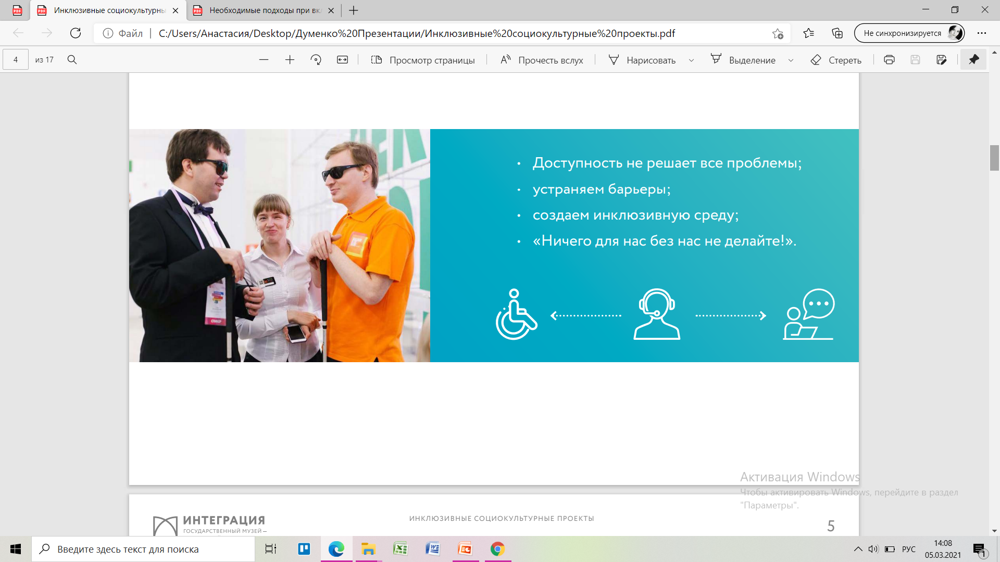 Инклюзивные социокультурны
Необходимые подходы при вкл
Файл
C:/Users/Анастасия/Desktop/Думенко%20Презентации/Инклюзивные%20социокультурные%20проекты.pdf
Не синхронизируется
4
из 17
Просмотр страницы
Прочесть вслух
Нарисовать
Выделение
Стереть
• Доступность не решает все проблемы;
• устраняем барьеры;
• создаем инклюзивную среду;
• «Ничего для нас без нас не делайте!».
СПИКЕР
Активация Windows
Чтобы активировать Windows, перейдите в раздел
"Параметры".
ИНТЕГРАЦИЯ
ГОСУДАРСТВЕННЫЙ МУЗЕЙ —
ИНКЛЮЗИВНЫЕ СОЦИОКУЛЬТУРНЫЕ ПРОЕКТЫ
5
Введите здесь текст для поиска
РУС
14:08
05.03.2021
1